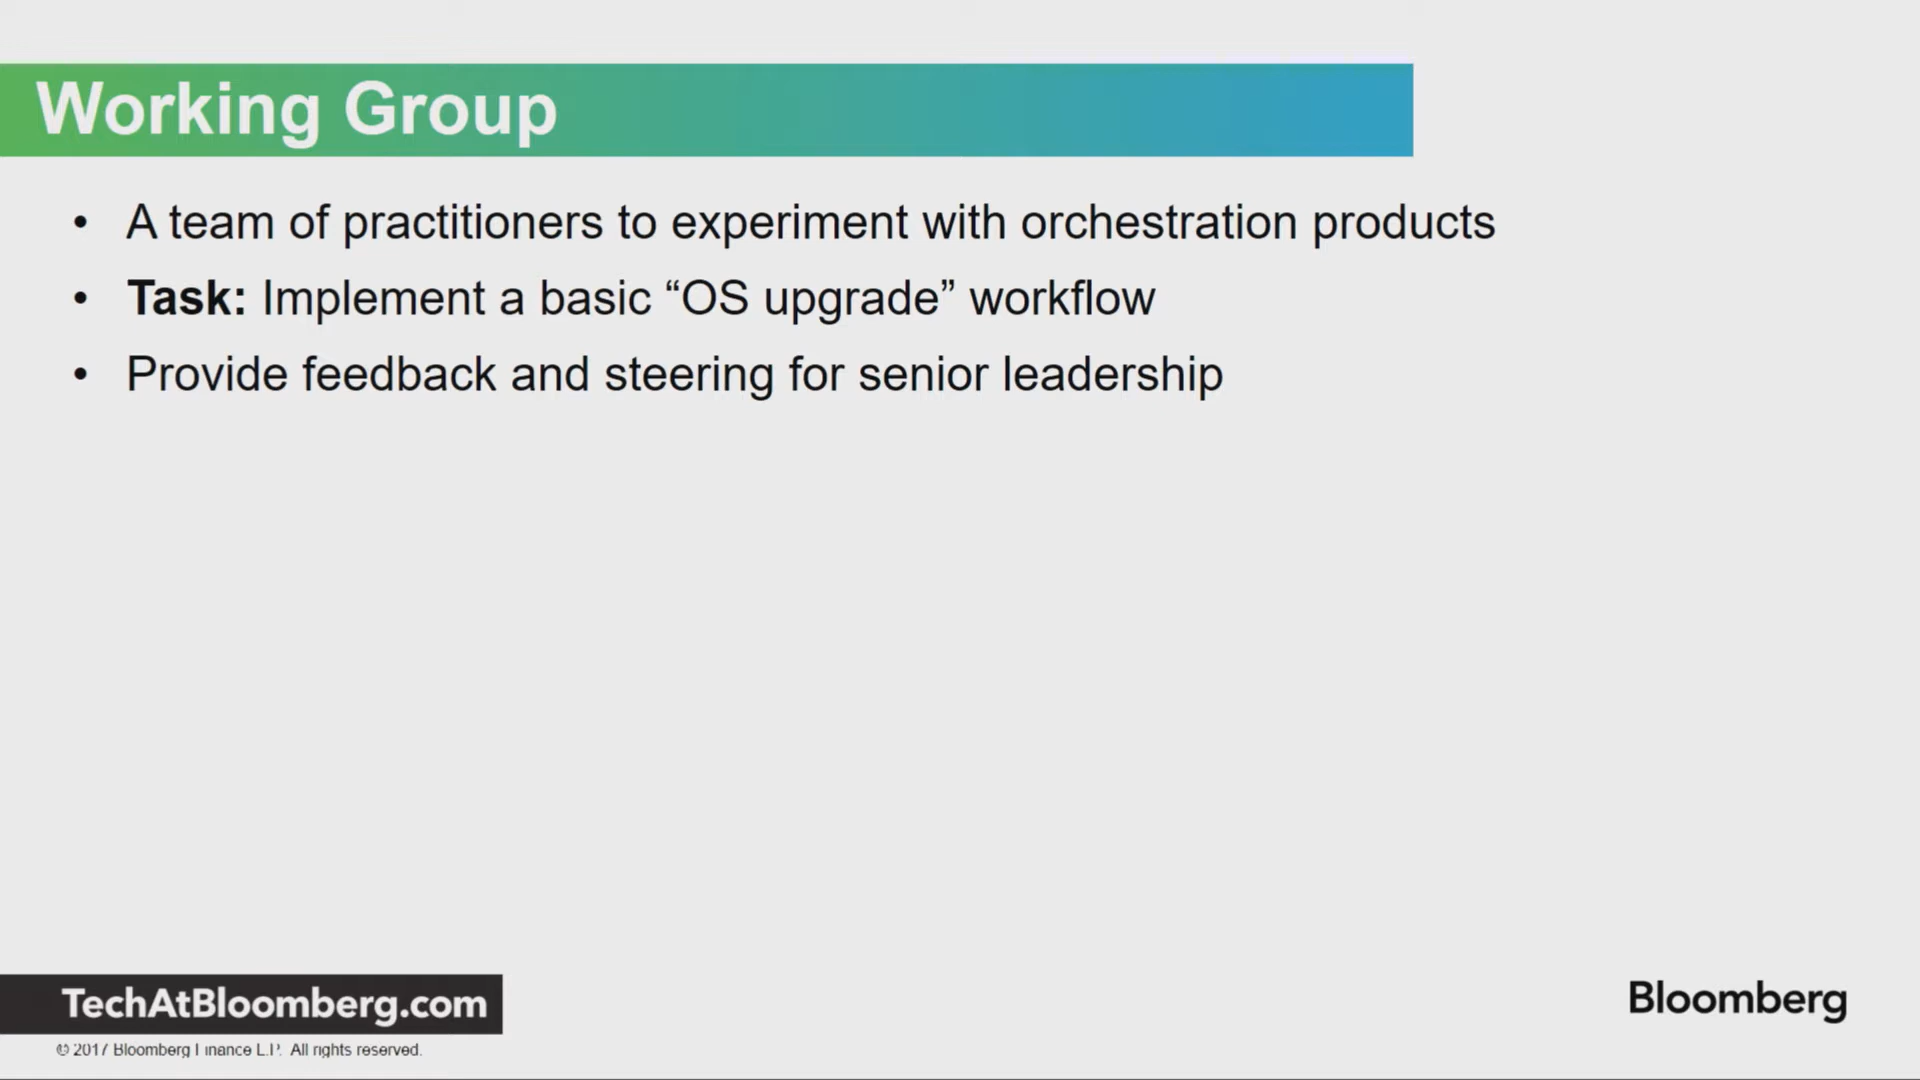 Working Group
• A team of practitioners to experiment with orchestration products
• Task: Implement a basic “OS upgrade” workflow
• Provide feedback and steering for senior leadership
TechAtBloomberg.com
Bloomberg
© 2017 Bloomberg Finance L.P. All rights reserved.